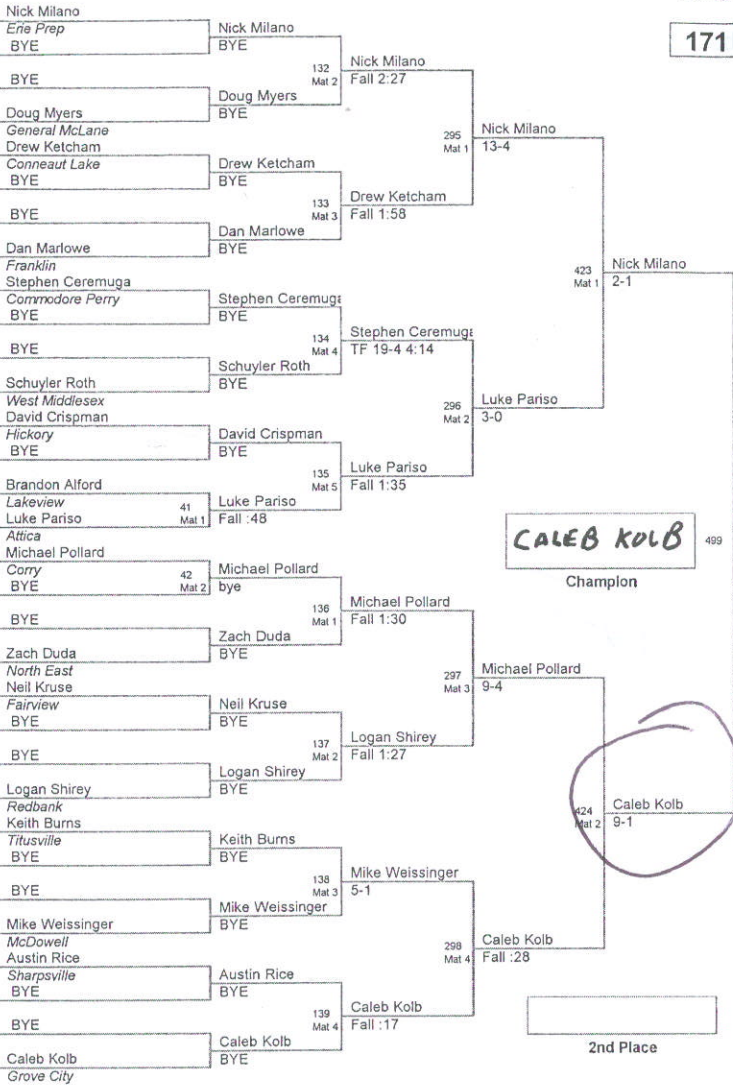 171
Nick Milano
Erie Prep
BYE
BYE
Doug Myers
General McLane
Drew Ketcham
Conneaut Lake
BYE
BYE
Dan Marlowe
Franklin
Stephen Ceremuga
Commodore Perry
BYE
BYE
Schuyler Roth
West Middlesex
David Crispman
Hickory
BYE
Brandon Alford
Lakeview
Luke Pariso
Attica
Michael Pollard
Corry
BYE
BYE
Zach Duda
North East
Neil Kruse
Fairview
BYE
BYE
Logan Shirey
Redbank
Keith Burns
Titusville
BYE
BYE
Mike Weissinger
McDowell
Austin Rice
Sharpsville
BYE
BYE
Caleb Kolb
Grove City
Nick Milano
BYE
Doug Myers
BYE
Drew Ketcham
BYE
Dan Marlowe
BYE
Stephen Ceremuga
BYE
Schuyler Roth
BYE
David Crispman
BYE
41
Mat 1
Luke Pariso
Fall :48
42
Mat 2
Michael Pollard
bye
Zach Duda
BYE
Neil Kruse
BYE
Logan Shirey
BYE
Keith Burns
BYE
Mike Weissinger
BYE
Austin Rice
BYE
Caleb Kolb
BYE
132
Mat 2
Nick Milano
Fall 2:27
133
Mat 3
Drew Ketcham
Fall 1:58
134
Mat 4
Stephen Ceremuga
TF 19-4 4:14
135
Mat 5
Luke Pariso
Fall 1:35
136
Mat 1
Michael Pollard
Fall 1:30
137
Mat 2
Logan Shirey
Fall 1:27
138
Mat 3
Mike Weissinger
5-1
139
Mat 4
Caleb Kolb
Fall :17
295
Mat 1
Nick Milano
13-4
296
Mat 2
Luke Pariso
3-0
297
Mat 3
Michael Pollard
9-4
298
Mat 4
Caleb Kolb
Fall :28
423
Mat 1
Nick Milano
2-1
424
Mat 2
Caleb Kolb
9-1
CALEB KOLB
499
Champion
2nd Place